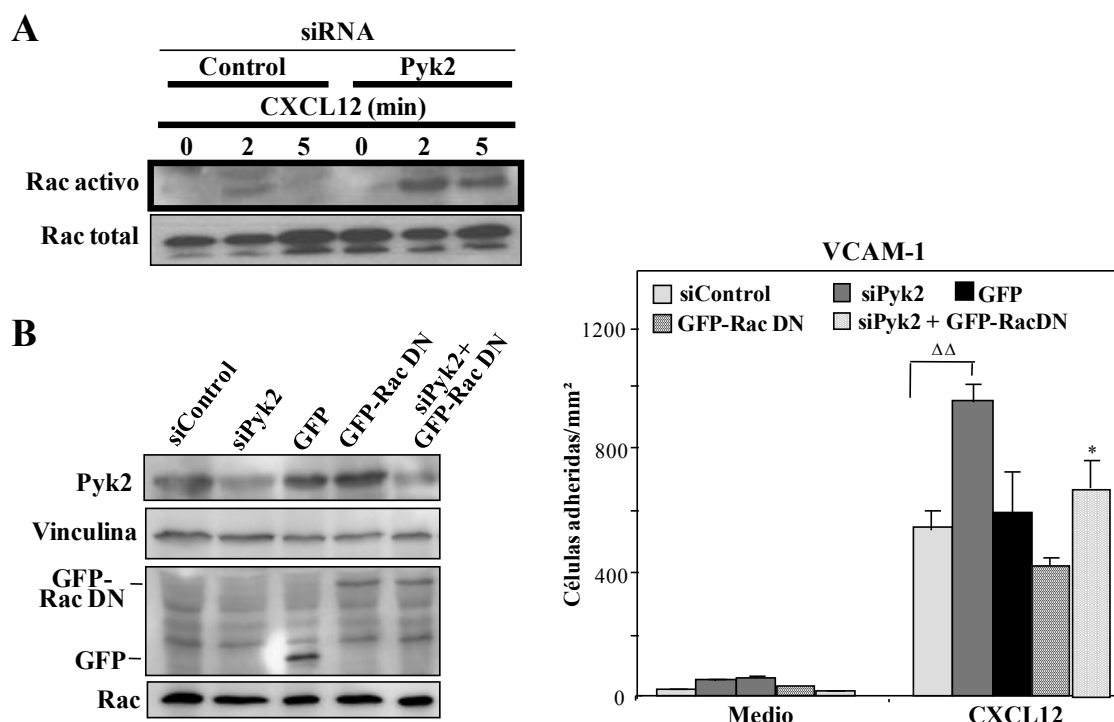 A
siRNA
Control Pyk2
CXCL12 (min)
0 2 5 0 2 5
Rac activo
Rac total
B
siControl
siPyk2
GFP
GFP-Rac DN
siPyk2+
GFP-Rac DN
Pyk2
Vinculina
GFP-
Rac DN
GFP
Rac
VCAM-1
siControl siPyk2 GFP
GFP-Rac DN siPyk2 + GFP-RacDN
Células adheridas/mm²
1200
800
400
0
ΔΔ
*
Medio CXCL12